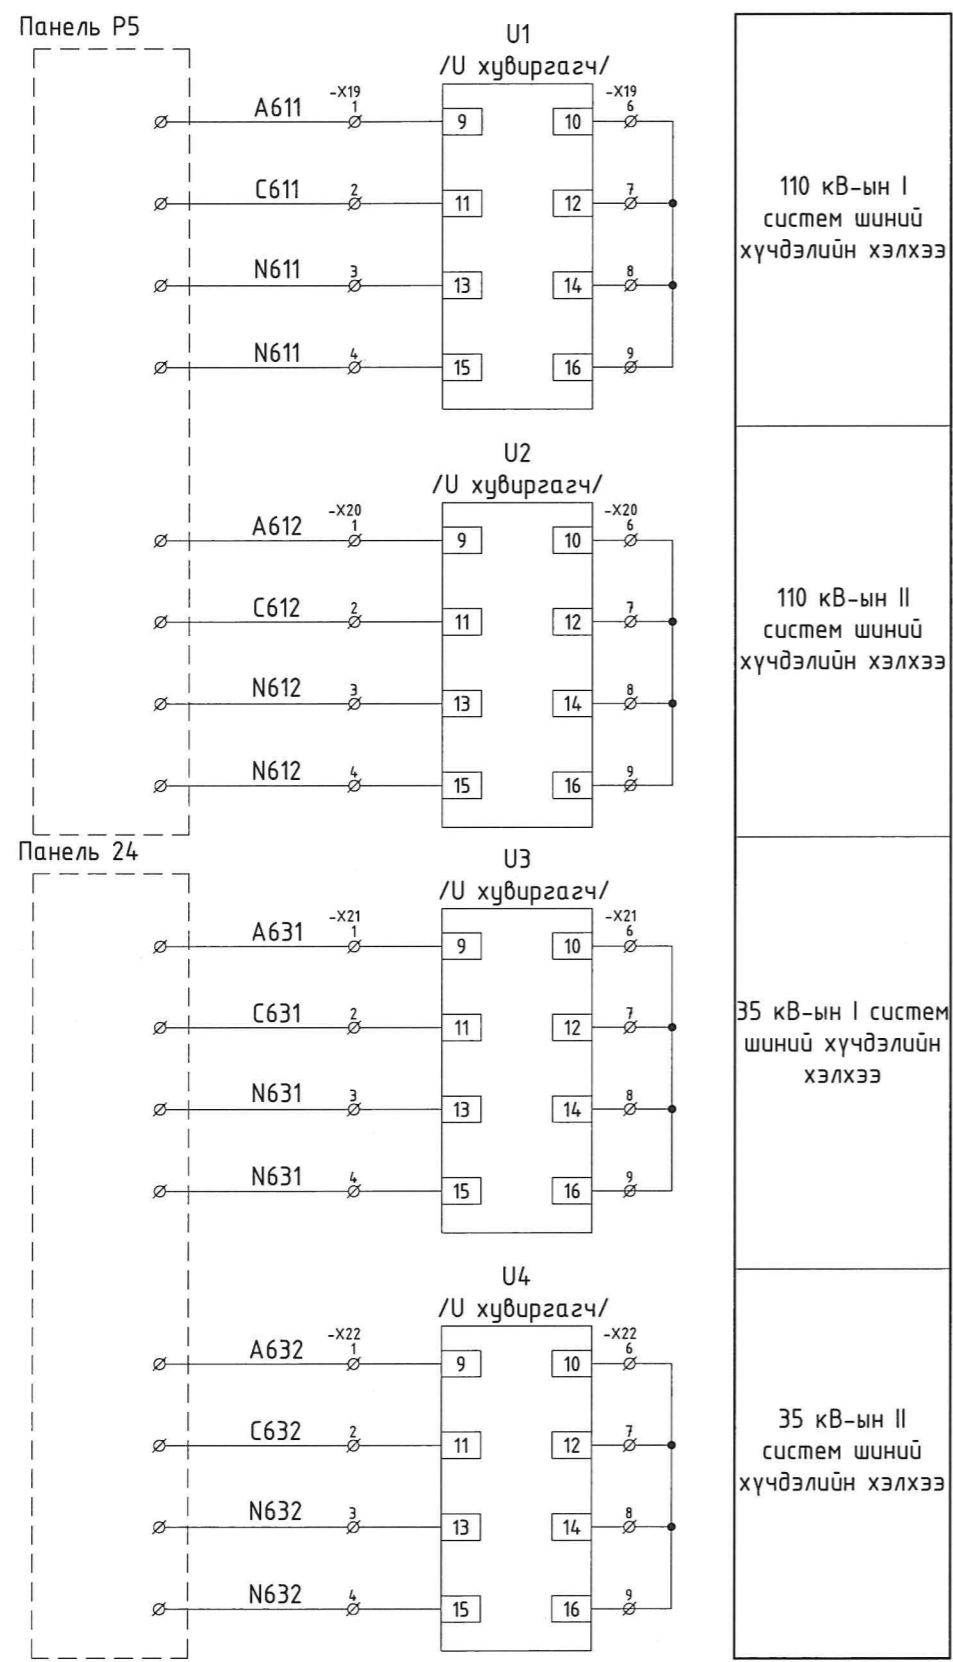 Панель P5
U1
/U хувиргагч/
A611
-X19
1
9
10
-X19
6
C611
2
11
12
7
N611
3
13
14
8
N611
4
15
16
9
110 кВ-ын I
систем шиний
хүчдэлийн хэлхээ
U2
/U хувиргагч/
A612
-X20
1
9
10
-X20
6
C612
2
11
12
7
N612
3
13
14
8
N612
4
15
16
9
110 кВ-ын II
систем шиний
хүчдэлийн хэлхээ
Панель 24
U3
/U хувиргагч/
A631
-X21
1
9
10
-X21
6
C631
2
11
12
7
N631
3
13
14
8
N631
4
15
16
9
35 кВ-ын I систем
шиний хүчдэлийн
хэлхээ
U4
/U хувиргагч/
A632
-X22
1
9
10
-X22
6
C632
2
11
12
7
N632
3
13
14
8
N632
4
15
16
9
35 кВ-ын II
систем шиний
хүчдэлийн хэлхээ